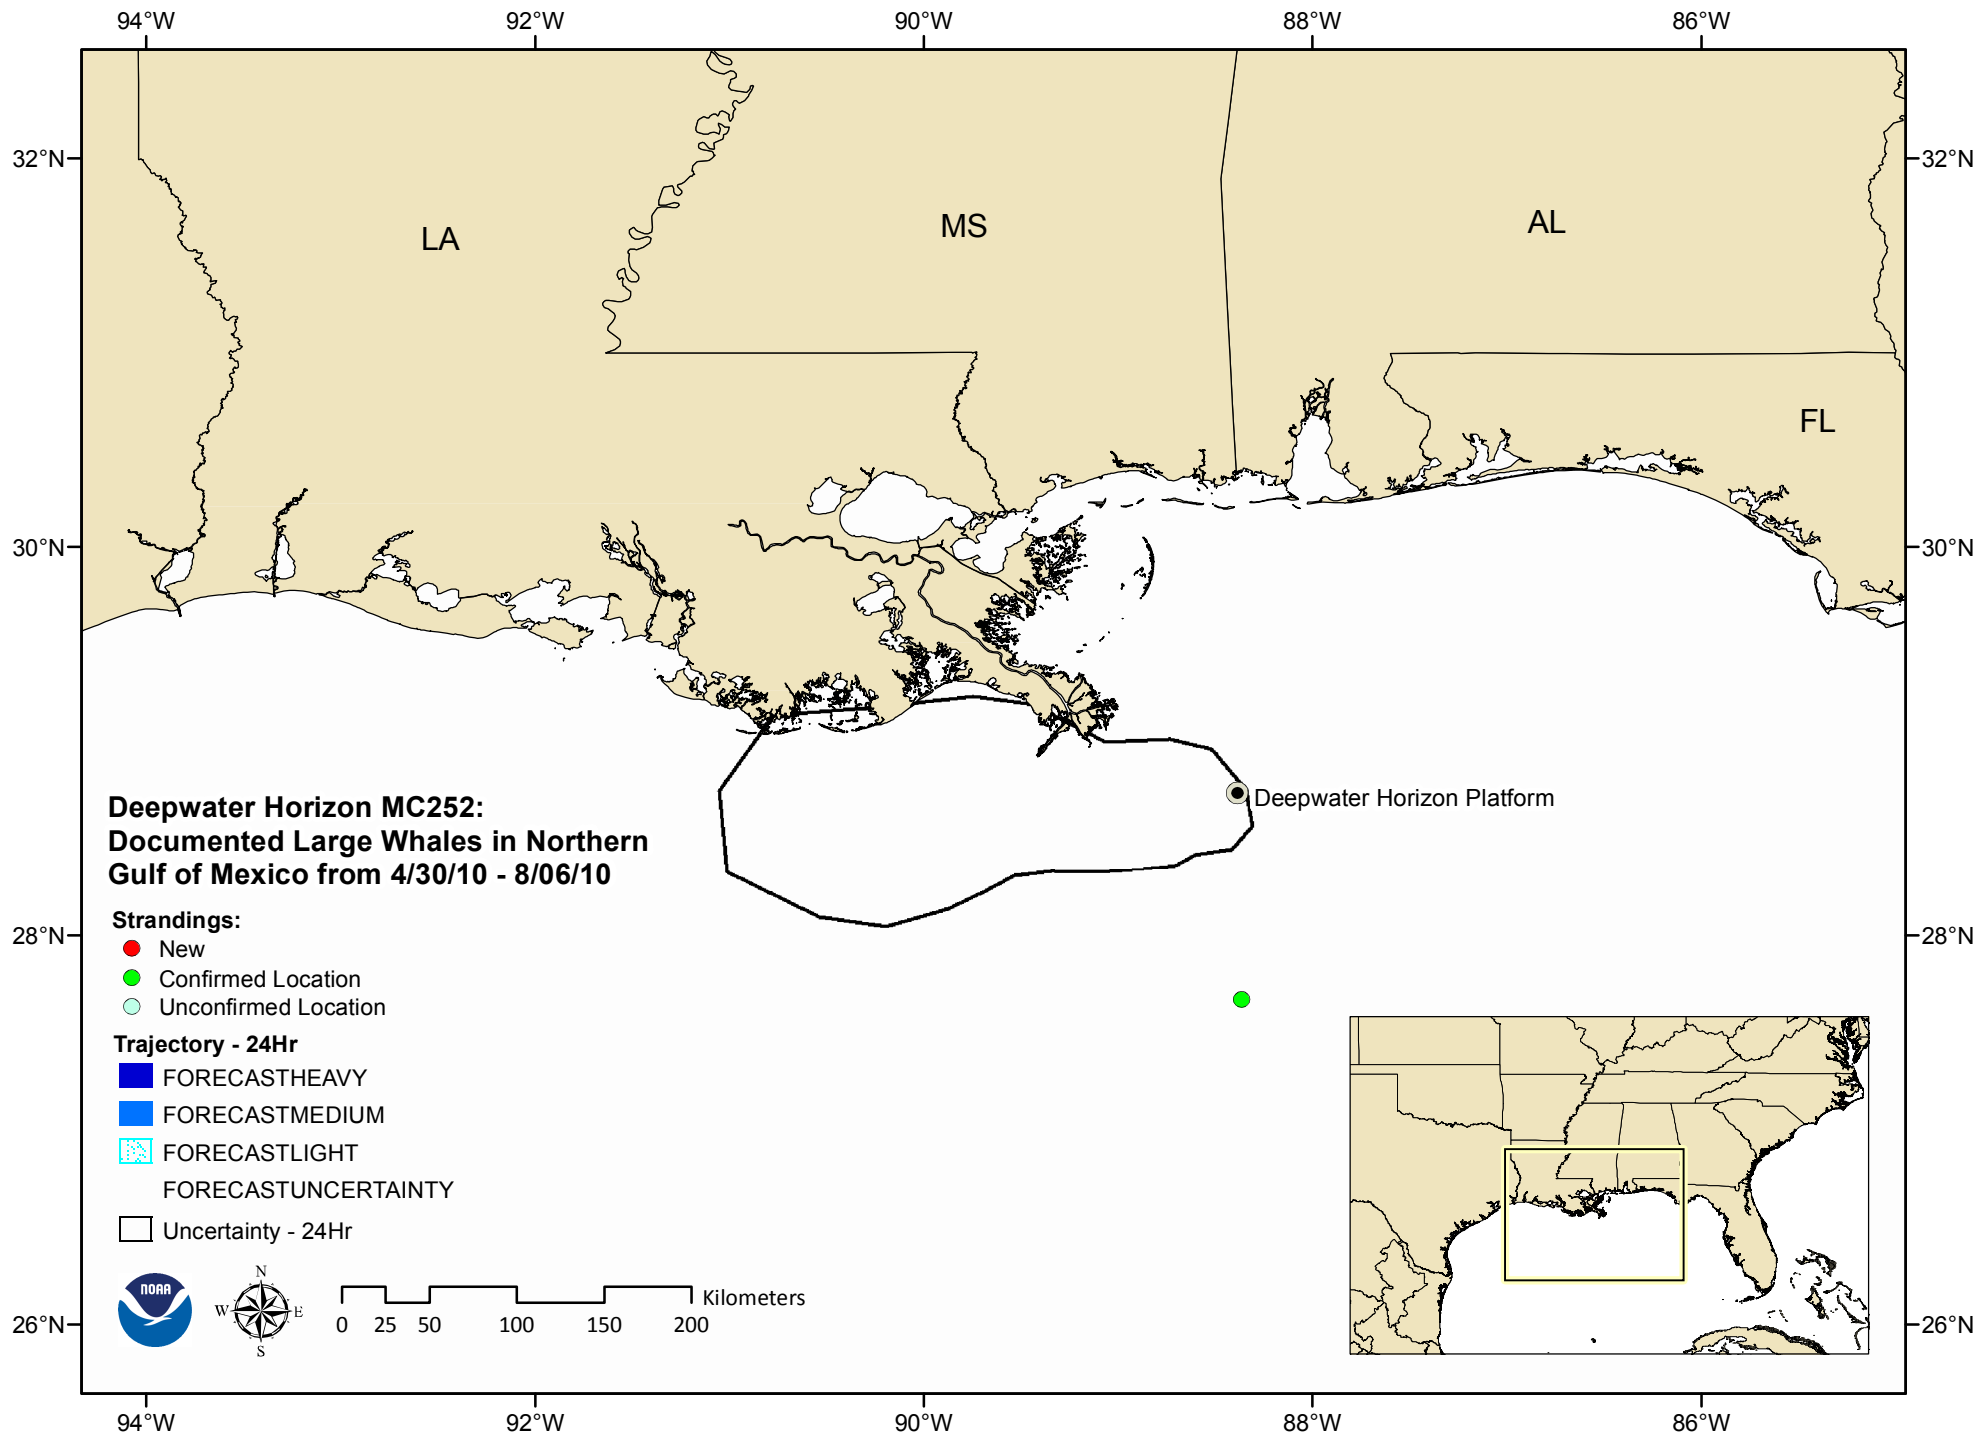 94°W 92°W 90°W 88°W 86°W
32°N 32°N
LA MS AL
FL
30°N 30°N
Deepwater Horizon Platform
Deepwater Horizon MC252:
Documented Large Whales in Northern
Gulf of Mexico from 4/30/10 - 8/06/10
Strandings:
28°N 28°N
New
Confirmed Location
Unconfirmed Location
Trajectory - 24Hr
FORECASTHEAVY
FORECASTMEDIUM
FORECASTLIGHT
FORECASTUNCERTAINTY
Uncertainty - 24Hr
NOAA
N
W E
S
Kilometers
0 25 50 100 150 200
26°N 26°N
94°W 92°W 90°W 88°W 86°W